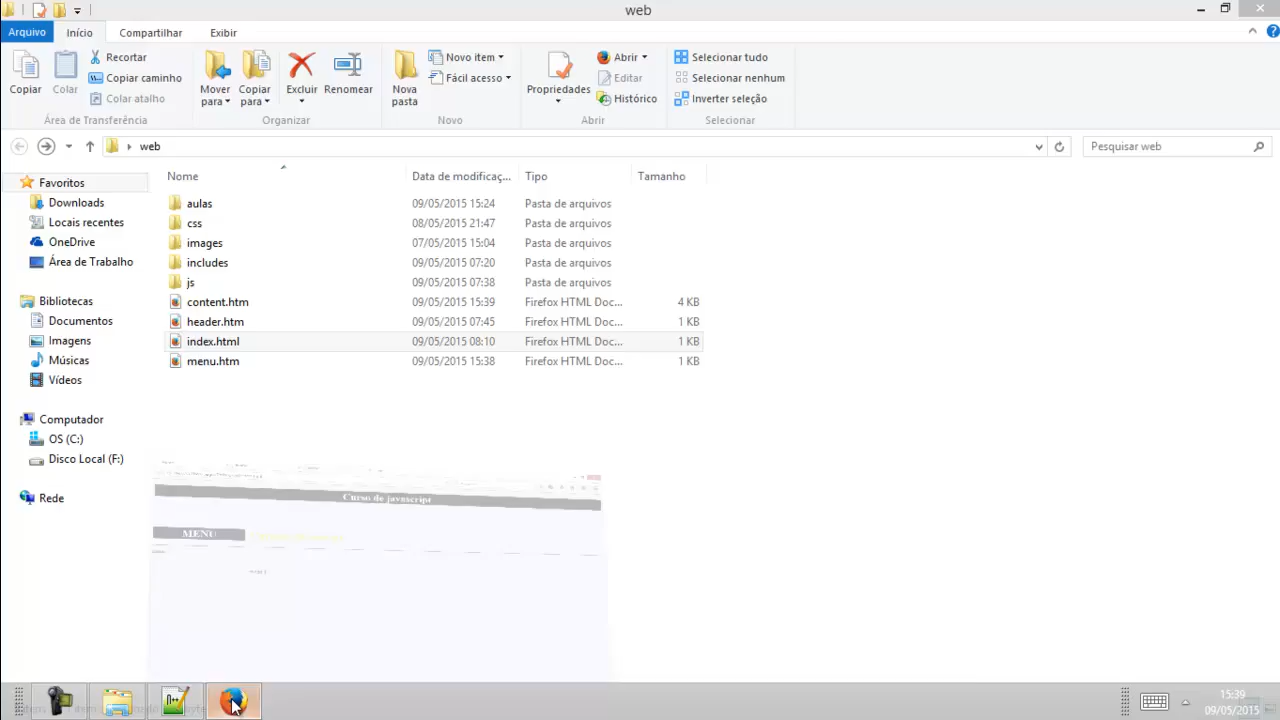 web
Arquivo Início Compartilhar Exibir
Copiar Colar Recortar Copiar caminho Colar atalho
Mover para Copiar para Excluir Renomear
Nova pasta Novo item Fácil acesso
Propriedades Abrir Editar Histórico
Selecionar tudo Selecionar nenhum Inverter seleção
Área de Transferência Organizar Novo Abrir Selecionar
web Pesquisar web
Nome Data de modificaç... Tipo Tamanho
Favoritos
Downloads
Locais recentes
OneDrive
Área de Trabalho
Bibliotecas
Documentos
Imagens
Músicas
Vídeos
Computador
OS (C:)
Disco Local (F:)
Rede
aulas 09/05/2015 15:24 Pasta de arquivos
css 08/05/2015 21:47 Pasta de arquivos
images 07/05/2015 15:04 Pasta de arquivos
includes 09/05/2015 07:20 Pasta de arquivos
js 09/05/2015 07:38 Pasta de arquivos
content.htm 09/05/2015 15:39 Firefox HTML Doc... 4 KB
header.htm 09/05/2015 07:45 Firefox HTML Doc... 1 KB
index.html 09/05/2015 08:10 Firefox HTML Doc... 1 KB
menu.htm 09/05/2015 15:38 Firefox HTML Doc... 1 KB
Curso de javascript
MENU
15:39
09/05/2015